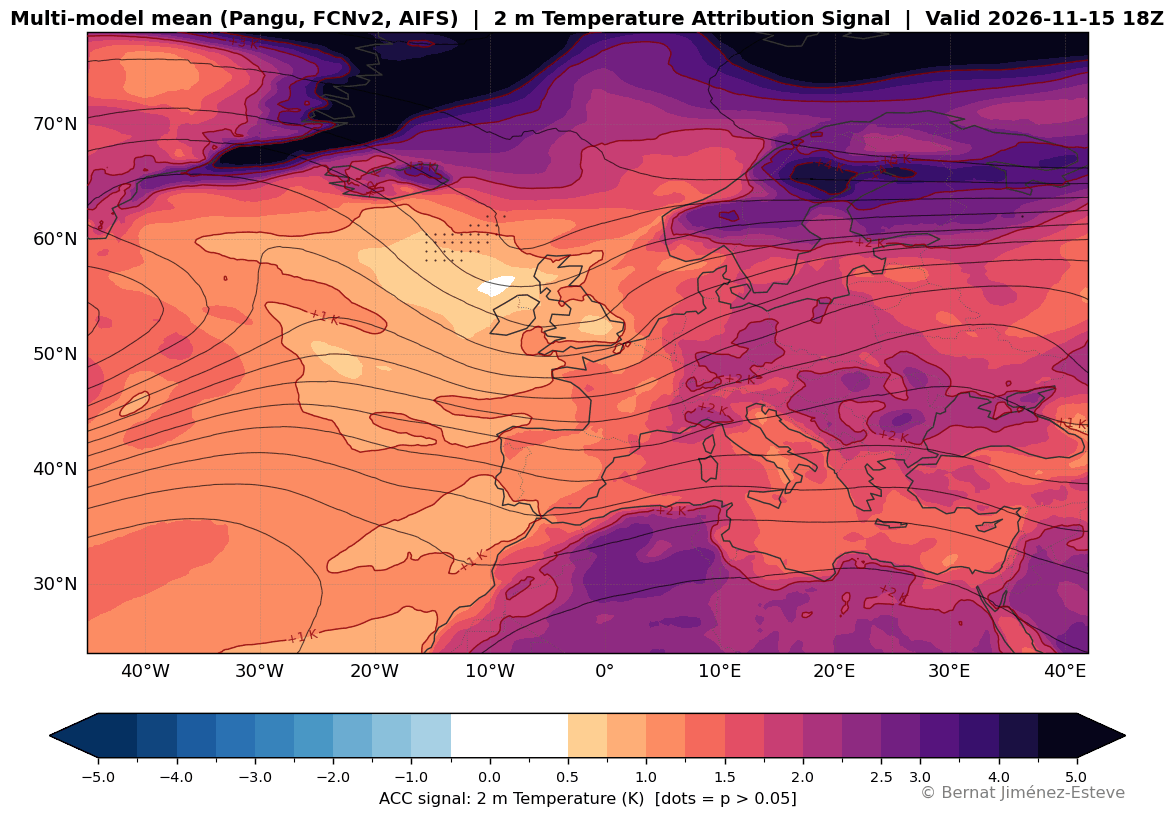 Multi-model mean (Pangu, FCNv2, AIFS)  |  2 m Temperature Attribution Signal  |  Valid 2026-11-15 18Z
70°N
60°N
50°N
40°N
30°N
+2 K
+1 K
+2 K
+2 K
+2 K
+1 K
+2 K
+1 K
+2 K
+1 K
40°W 30°W 20°W 10°W 0° 10°E 20°E 30°E 40°E
−5.0 −4.0 −3.0 −2.0 −1.0 0.0 0.5 1.0 1.5 2.0 2.5 3.0 4.0 5.0
ACC signal: 2 m Temperature (K)  [dots = p > 0.05]
© Bernat Jiménez-Esteve